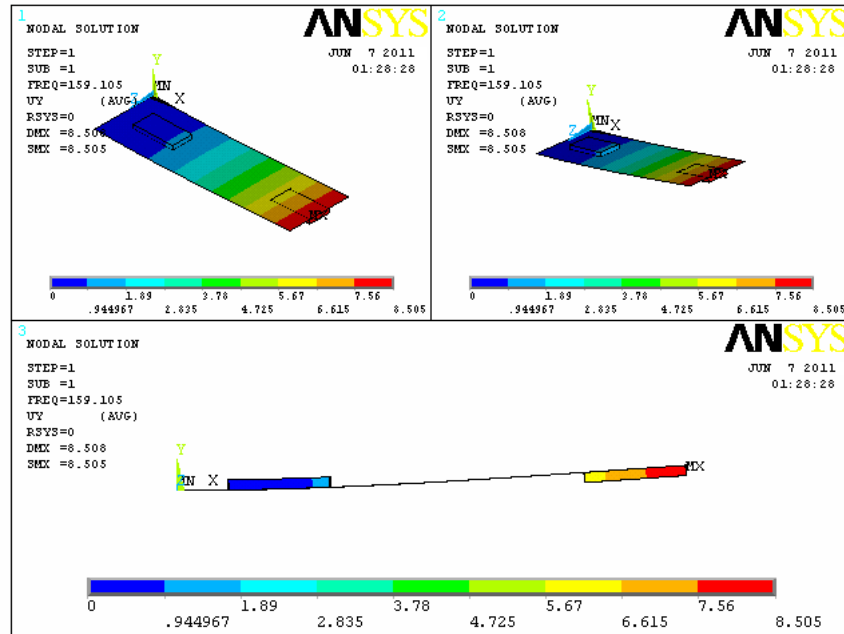 1
ANSYS
NODAL SOLUTION
JUN 7 2011
01:28:28
STEP=1
SUB =1
FREQ=159.105
UY (AVG)
RSYS=0
DMX =8.508
SMX =8.505
Y
MN
Z X
MX
0 1.89 3.78 5.67 7.56
.944967 2.835 4.725 6.615 8.505
2
ANSYS
NODAL SOLUTION
JUN 7 2011
01:28:28
STEP=1
SUB =1
FREQ=159.105
UY (AVG)
RSYS=0
DMX =8.508
SMX =8.505
Y
MN
Z X
MX
0 1.89 3.78 5.67 7.56
.944967 2.835 4.725 6.615 8.505
3
ANSYS
NODAL SOLUTION
JUN 7 2011
01:28:28
STEP=1
SUB =1
FREQ=159.105
UY (AVG)
RSYS=0
DMX =8.508
SMX =8.505
Y
Z MN X
MX
0 1.89 3.78 5.67 7.56
.944967 2.835 4.725 6.615 8.505